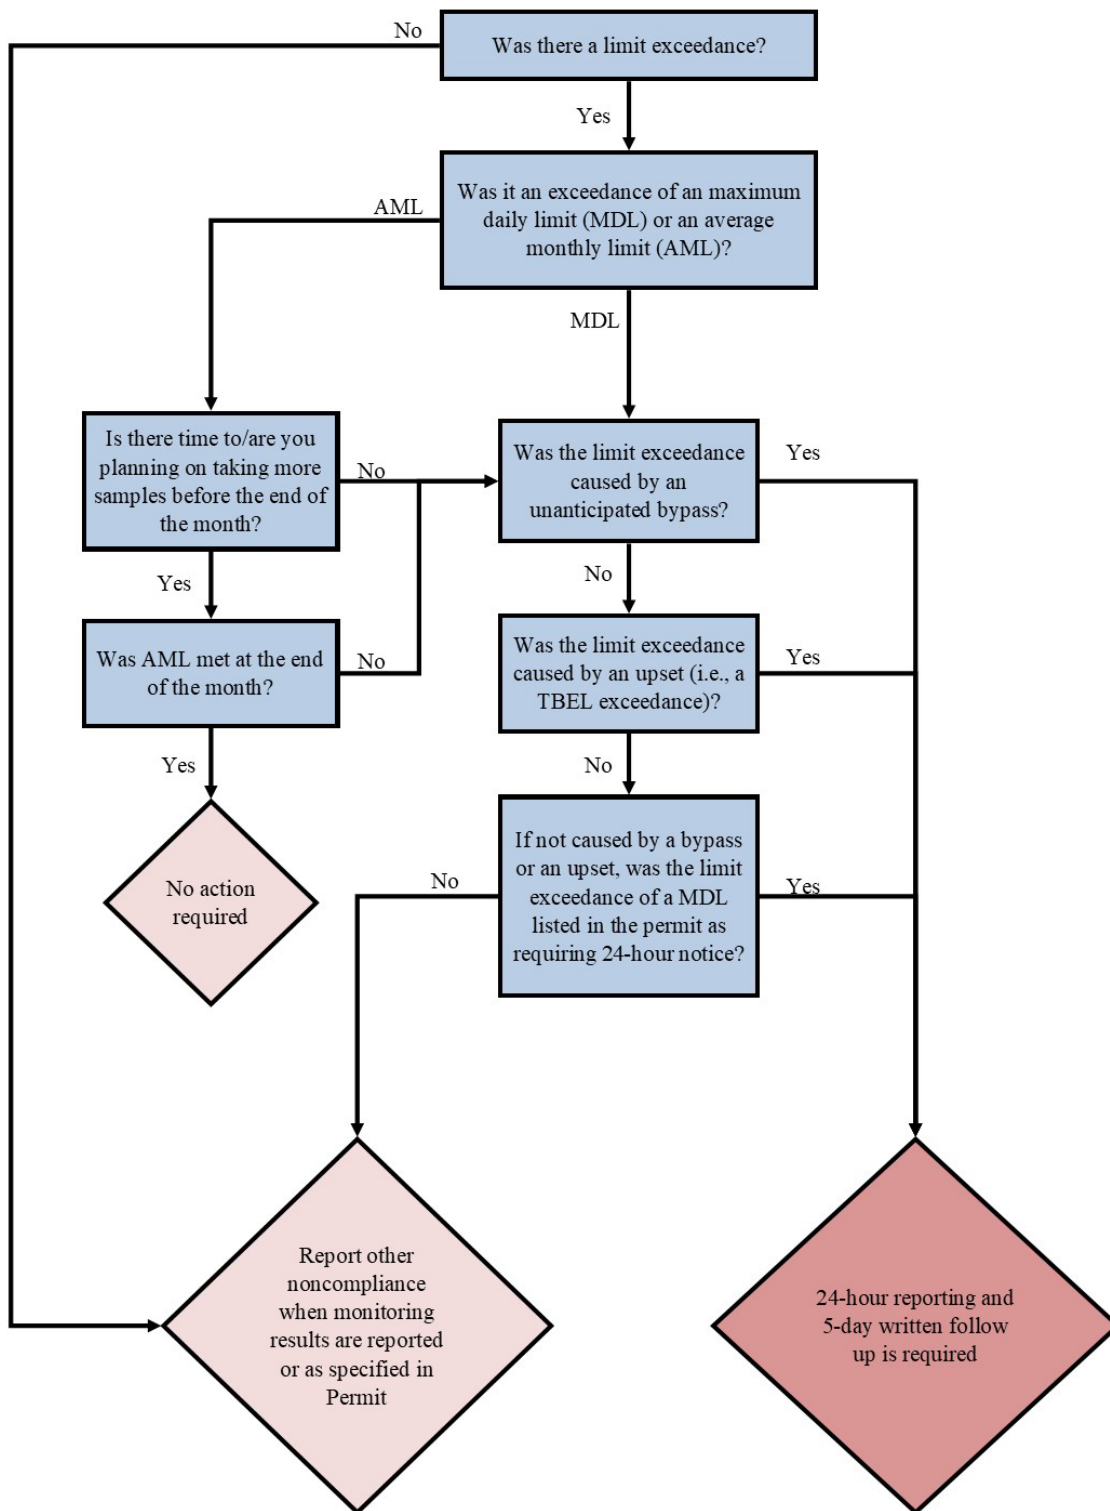 No
Was there a limit exceedance?
Yes
Was it an exceedance of an maximum
daily limit (MDL) or an average
monthly limit (AML)?
AML
MDL
Is there time to/are you
planning on taking more
samples before the end of
the month?
No
Was the limit exceedance
caused by an
unanticipated bypass?
Yes
Yes
No
Was AML met at the end
of the month?
No
Was the limit exceedance
caused by an upset (i.e., a
TBEL exceedance)?
Yes
Yes
No
No action
required
If not caused by a bypass
or an upset, was the limit
exceedance of a MDL
listed in the permit as
requiring 24-hour notice?
No
Yes
Report other
noncompliance
when monitoring
results are reported
or as specified in
Permit
24-hour reporting and
5-day written follow
up is required